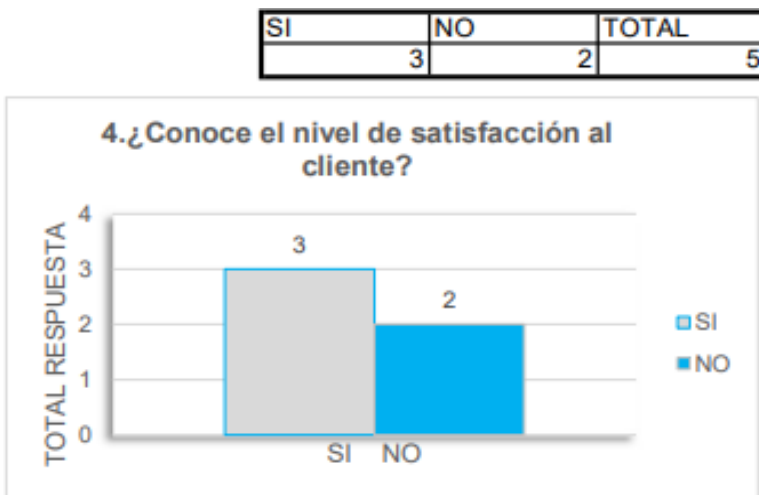 SI NO TOTAL
3 2 5
4.¿Conoce el nivel de satisfacción al
cliente?
TOTAL RESPUESTA
4
3
2
1
0
3
2
SI NO
SI
NO